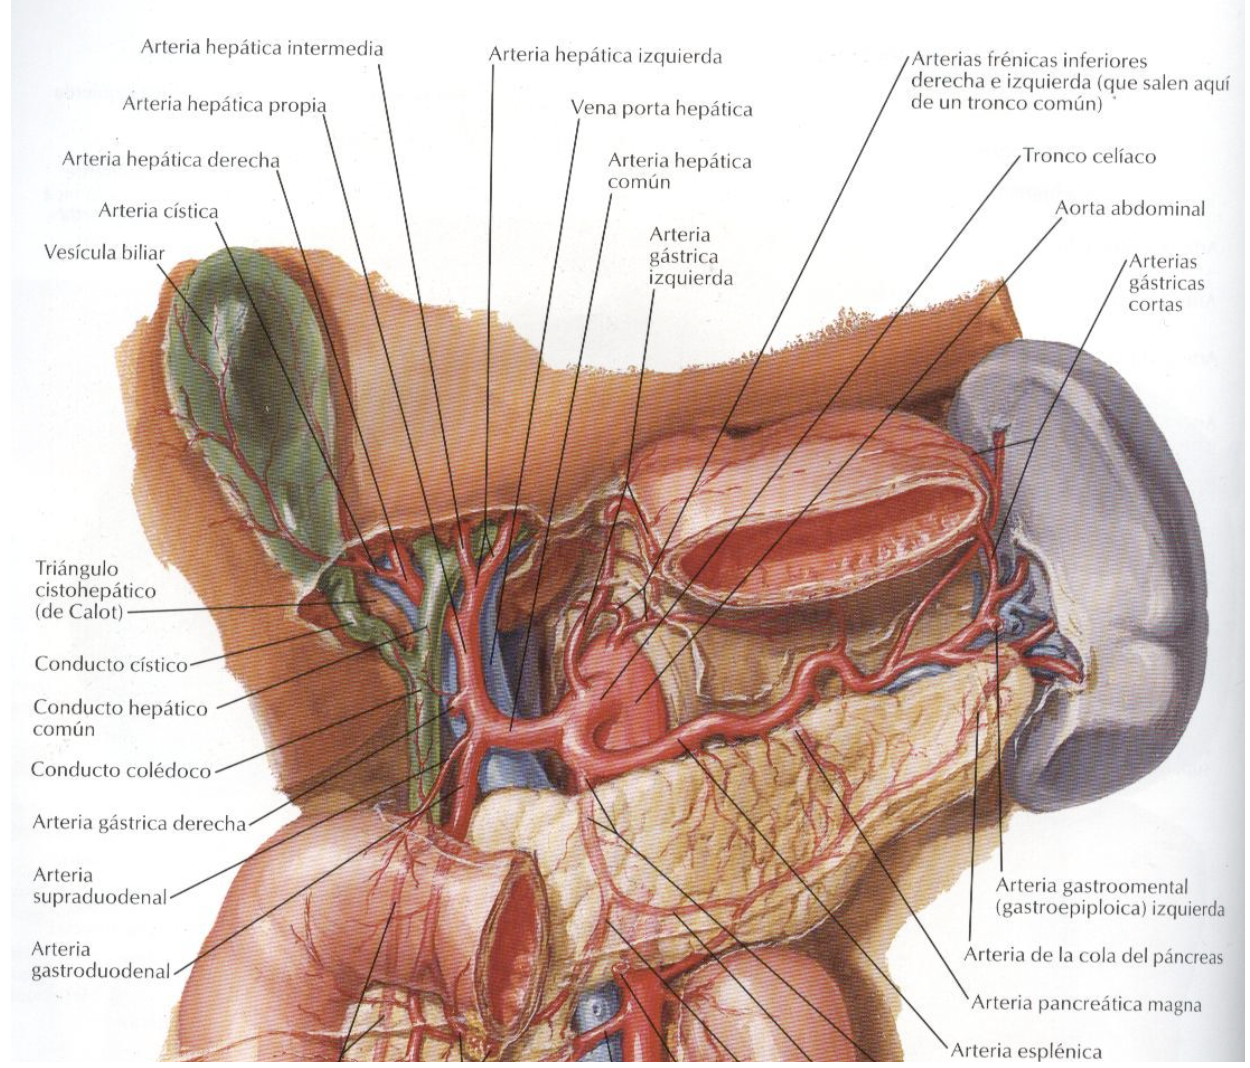 Arteria hepática intermedia
Arteria hepática izquierda
Arterias frénicas inferiores
derecha e izquierda (que salen aquí
de un tronco común)
Arteria hepática propia
Vena porta hepática
Arteria hepática derecha
Arteria hepática
común
Tronco celíaco
Arteria cística
Aorta abdominal
Vesícula biliar
Arteria
gástrica
izquierda
Arterias
gástricas
cortas
Triángulo
cistohepático
(de Calot)
Conducto cístico
Conducto hepático
común
Conducto colédoco
Arteria gástrica derecha
Arteria
supraduodenal
Arteria
gastroduodenal
Arteria gastroomental
(gastroepiploica) izquierda
Arteria de la cola del páncreas
Arteria pancreática magna
Arteria esplénica